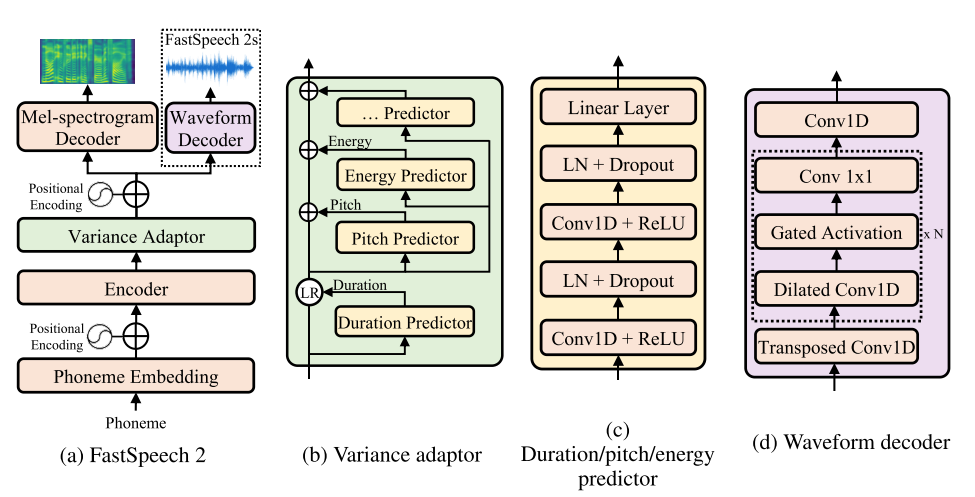 FastSpeech 2s
Mel-spectrogram
Decoder
Waveform
Decoder
Positional
Encoding
Variance Adaptor
Encoder
Positional
Encoding
Phoneme Embedding
Phoneme
(a) FastSpeech 2
... Predictor
Energy
Energy Predictor
Pitch
Pitch Predictor
LR
Duration
Duration Predictor
(b) Variance adaptor
Linear Layer
LN + Dropout
Conv1D + ReLU
LN + Dropout
Conv1D + ReLU
(c)
Duration/pitch/energy
predictor
Conv1D
Conv 1x1
Gated Activation
x N
Dilated Conv1D
Transposed Conv1D
(d) Waveform decoder